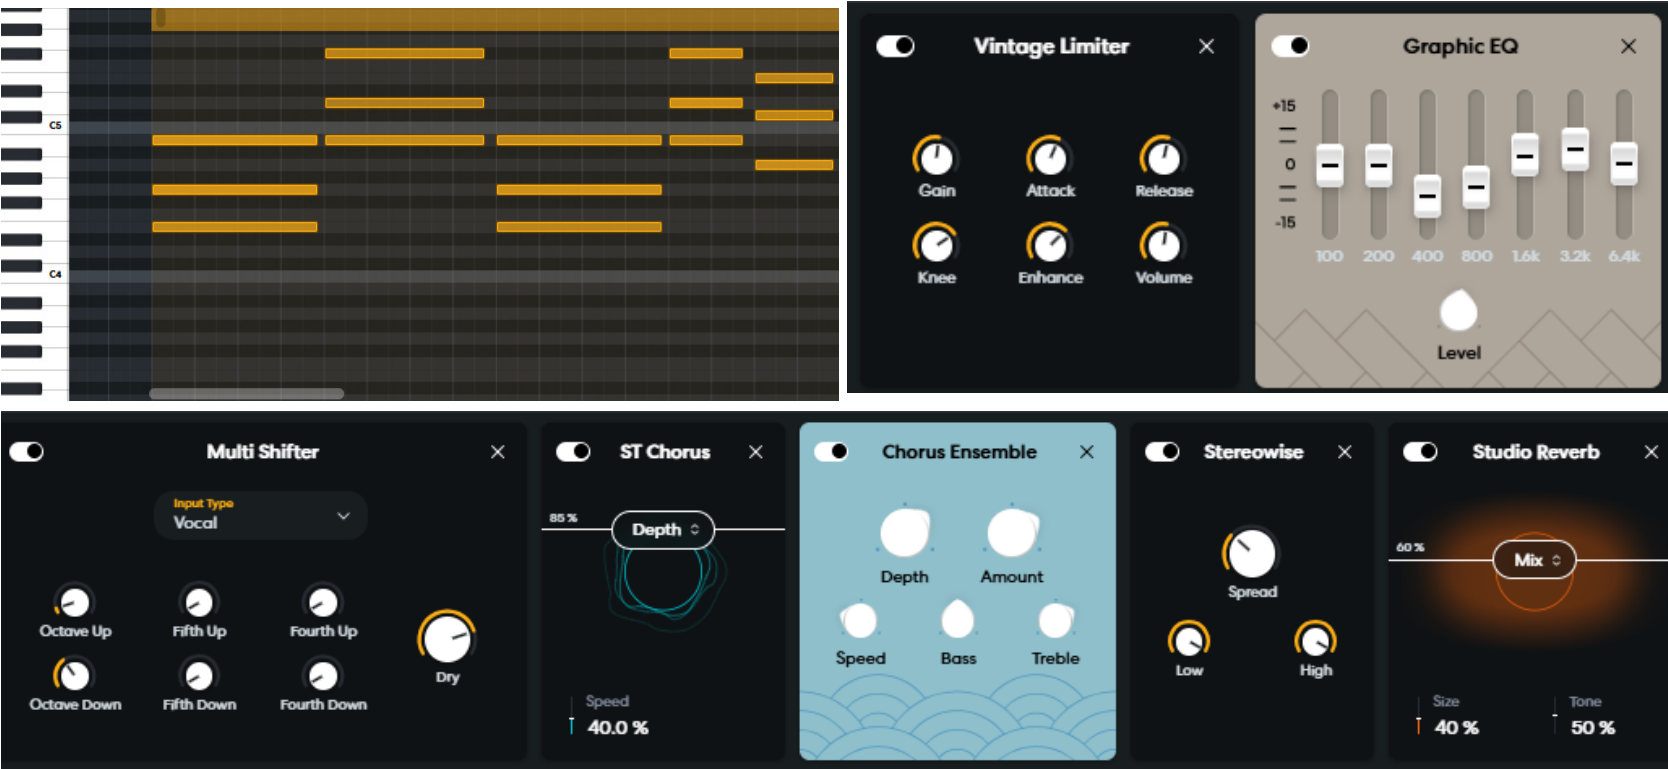 C5
C4
Vintage Limiter
Gain Attack Release
Knee Enhance Volume
Graphic EQ
+15
0
-15
100 200 400 800 1.6k 3.2k 6.4k
Level
Multi Shifter
Input Type
Vocal
Octave Up Fifth Up Fourth Up
Dry
Octave Down Fifth Down Fourth Down
ST Chorus
85 %
Depth
Speed
40.0 %
Chorus Ensemble
Depth Amount
Speed Bass Treble
Stereowise
Spread
Low High
Studio Reverb
60 %
Mix
Size Tone
40 % 50 %